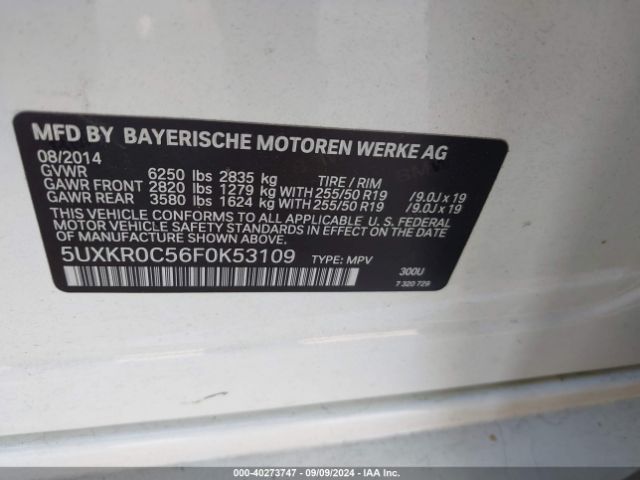 MFD BY BAYERISCHE MOTOREN WERKE AG
08/2014
GVWR 6250 lbs 2835 kg TIRE / RIM
GAWR FRONT 2820 lbs 1279 kg WITH 255/50 R19 /9.0J x 19
GAWR REAR 3580 lbs 1624 kg WITH 255/50 R19 /9.0J x 19
THIS VEHICLE CONFORMS TO ALL APPLICABLE U. S. FEDERAL
MOTOR VEHICLE SAFETY STANDARDS IN EFFECT ON THE
DATE OF MANUFACTURE SHOWN ABOVE.
5UXKR0C56F0K53109 TYPE: MPV 300U
7 320 729
000-40273747 - 09/09/2024 - IAA Inc.